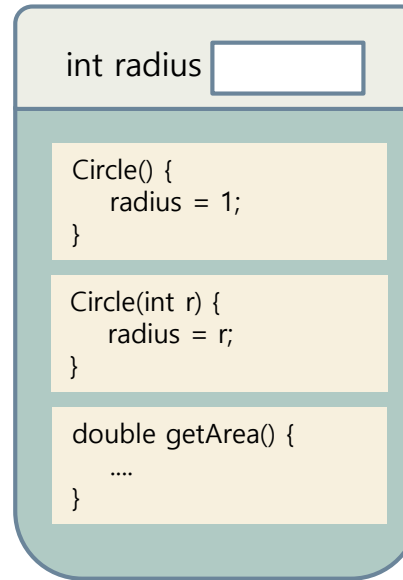 int radius
Circle() {
radius = 1;
}
Circle(int r) {
radius = r;
}
double getArea() {
....
}